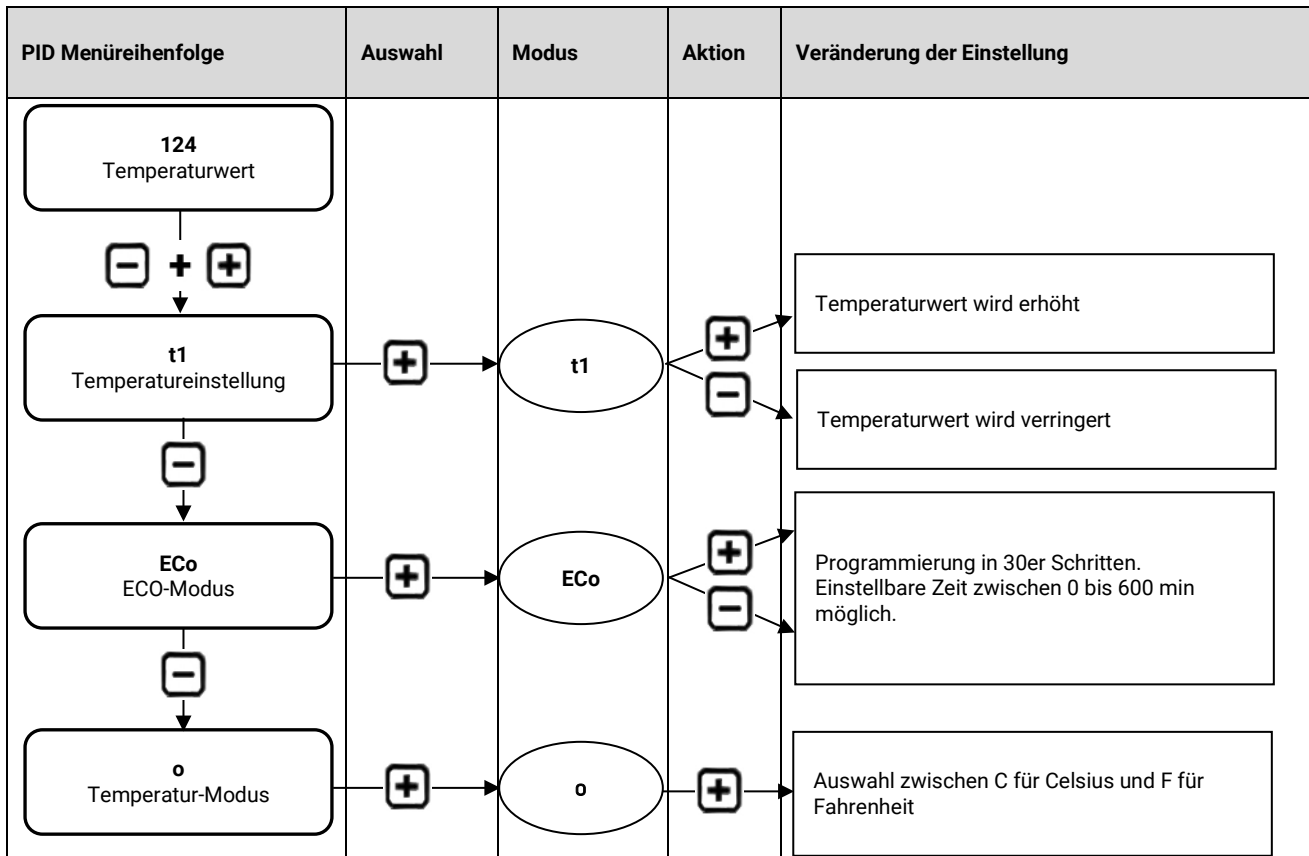 PID Menüreihenfolge
Auswahl
Modus
Aktion
Veränderung der Einstellung
124
Temperaturwert
- + +
t1
Temperatureinstellung
+
t1
+
-
Temperaturwert wird erhöht
Temperaturwert wird verringert
-
ECo
ECO-Modus
+
ECo
+
-
Programmierung in 30er Schritten.
Einstellbare Zeit zwischen 0 bis 600 min
möglich.
-
o
Temperatur-Modus
+
o
+
Auswahl zwischen C für Celsius und F für
Fahrenheit